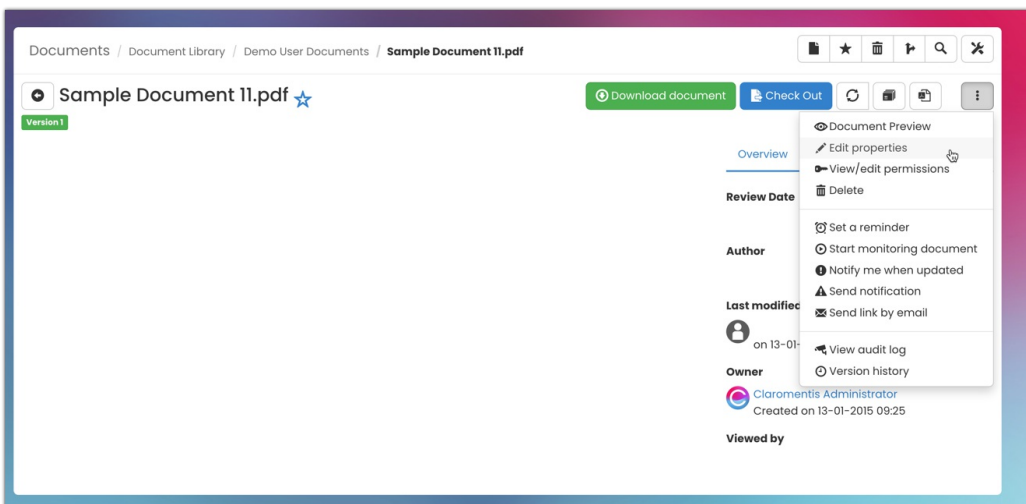 Documents / Document Library / Demo User Documents / Sample Document 11.pdf
Sample Document 11.pdf
Download document
Check Out
Version 1
Document Preview
Overview
Edit properties
View/edit permissions
Review Date
Delete
Set a reminder
Author
Start monitoring document
Notify me when updated
Send notification
Last modified
Send link by email
on 13-01-
View audit log
Owner
Version history
Claromentis Administrator
Created on 13-01-2015 09:25
Viewed by